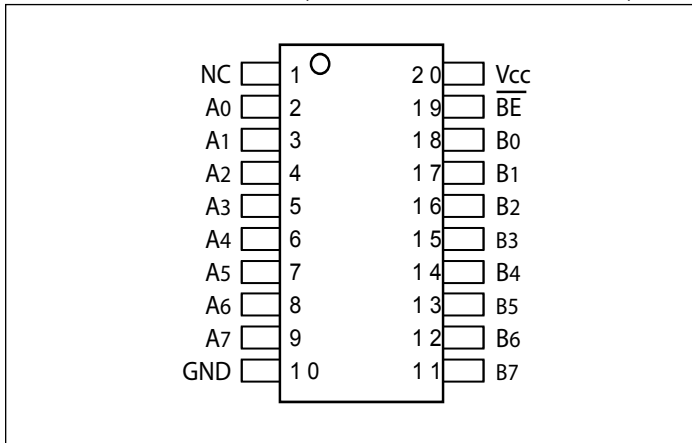 NC 1 20 Vcc
A0 2 19 B̅E̅
A1 3 18 B0
A2 4 17 B1
A3 5 16 B2
A4 6 15 B3
A5 7 14 B4
A6 8 13 B5
A7 9 12 B6
GND 10 11 B7